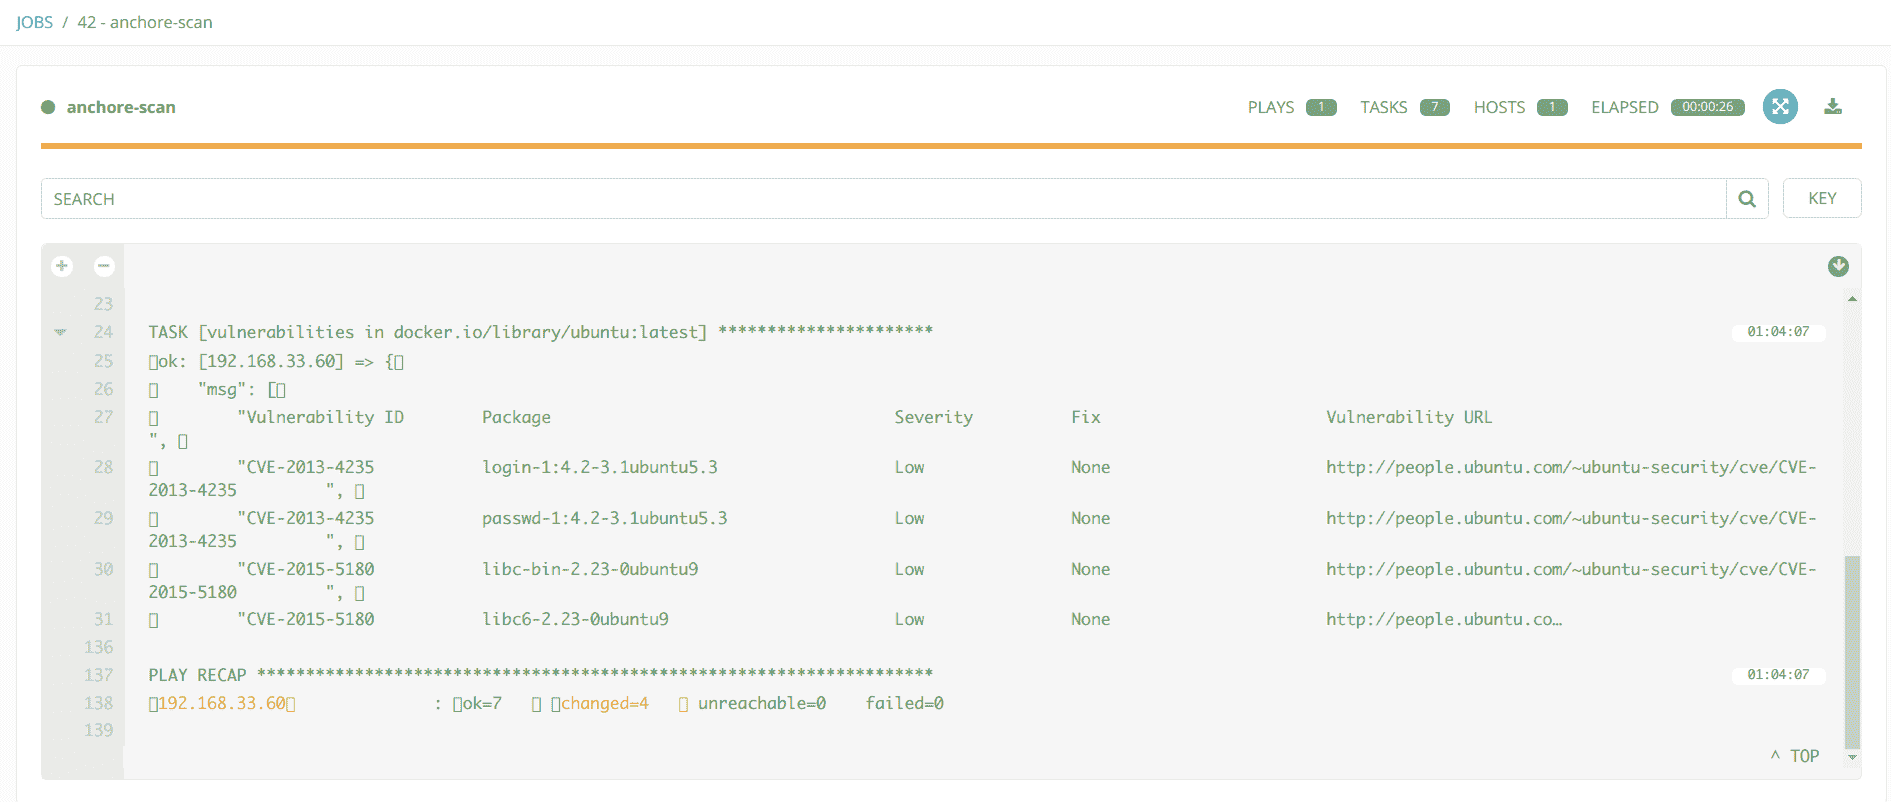 JOBS / 42 - anchore-scan
anchore-scan PLAYS 1 TASKS 7 HOSTS 1 ELAPSED 00:00:26
SEARCH KEY
23
24 TASK [vulnerabilities in docker.io/library/ubuntu:latest] ********************** 01:04:07
25 ok: [192.168.33.60] => {
26 "msg": [
27 "Vulnerability ID Package Severity Fix Vulnerability URL
",
28 "CVE-2013-4235 login-1:4.2-3.1ubuntu5.3 Low None http://people.ubuntu.com/~ubuntu-security/cve/CVE-
2013-4235 ",
29 "CVE-2013-4235 passwd-1:4.2-3.1ubuntu5.3 Low None http://people.ubuntu.com/~ubuntu-security/cve/CVE-
2013-4235 ",
30 "CVE-2015-5180 libc-bin-2.23-0ubuntu9 Low None http://people.ubuntu.com/~ubuntu-security/cve/CVE-
2015-5180 ",
31 "CVE-2015-5180 libc6-2.23-0ubuntu9 Low None http://people.ubuntu.co…
136
137 PLAY RECAP ********************************************************************* 01:04:07
138 192.168.33.60 : ok=7 changed=4 unreachable=0 failed=0
139
^ TOP